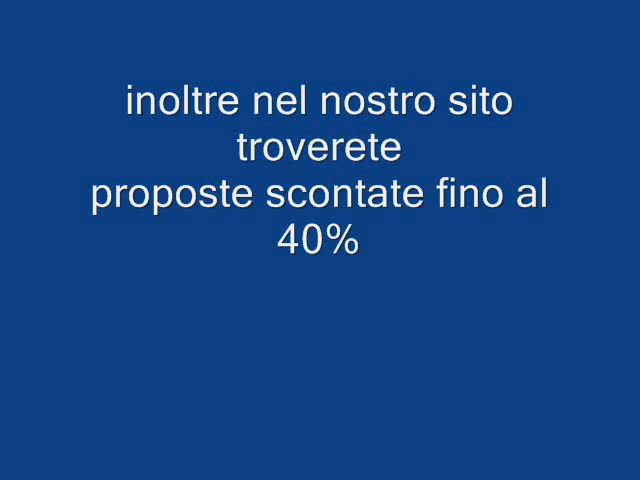 inoltre nel nostro sito
troverete
proposte scontate fino al
40%